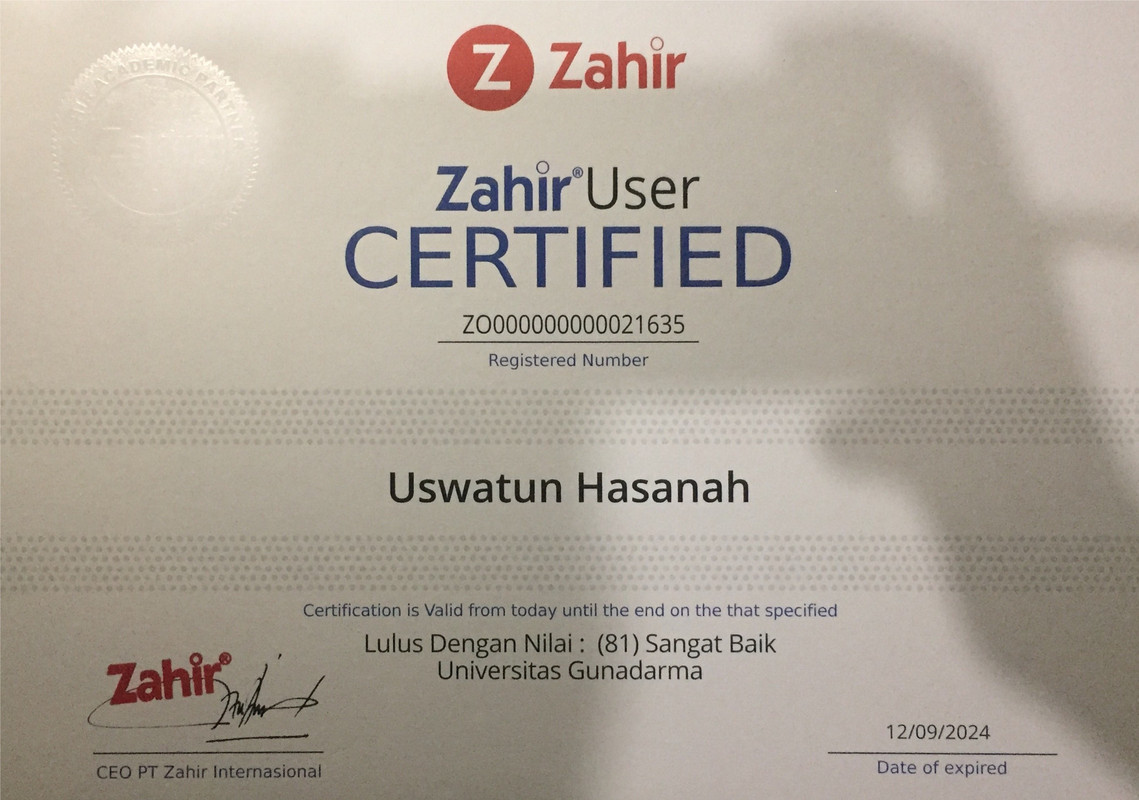 ACADEMIC PARTNER
Z Zahir
Zahir® User
CERTIFIED
ZO000000000021635
Registered Number
Uswatun Hasanah
Certification is Valid from today until the end on the that specified
Lulus Dengan Nilai : (81) Sangat Baik
Universitas Gunadarma
Zahir®
CEO PT Zahir Internasional
12/09/2024
Date of expired